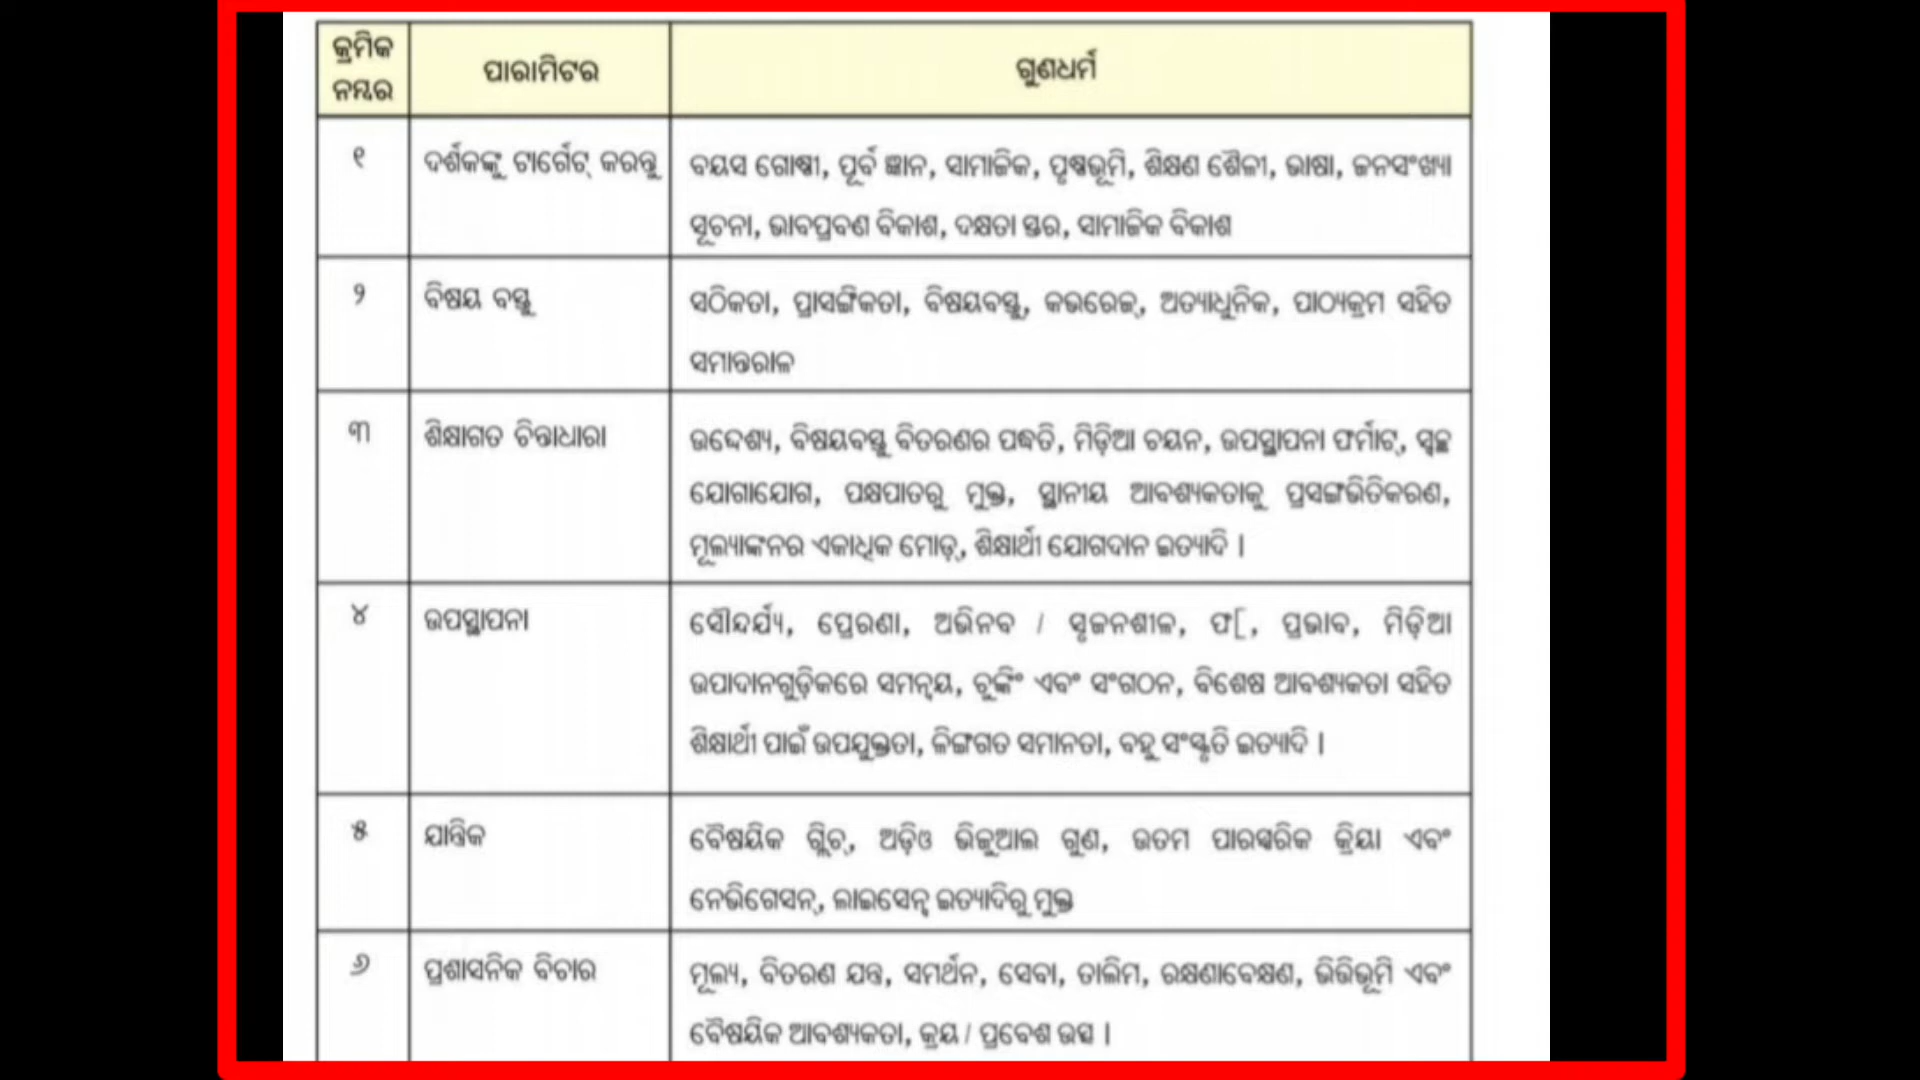 କ୍ରମିକ
ନମ୍ବର
ପାରାମିଟର
ଗୁଣଧର୍ମ
୧
ଦର୍ଶକଙ୍କୁ ଟାର୍ଗେଟ୍ କରନ୍ତୁ
ବୟସ ଗୋଷ୍ଠୀ, ପୂର୍ବ ଜ୍ଞାନ, ସାମାଜିକ, ପୃଷ୍ଠଭୂମି, ଶିକ୍ଷଣ ଶୈଳୀ, ଭାଷା, ଜନସଂଖ୍ୟା
ସୂଚନା, ଭାବପ୍ରବଣ ବିକାଶ, ଦକ୍ଷତା ସ୍ତର, ସାମାଜିକ ବିକାଶ
୨
ବିଷୟ ବସ୍ତୁ
ସଠିକତା, ପ୍ରାସଙ୍ଗିକତା, ବିଷୟବସ୍ତୁ, କଭରେଜ୍, ଅତ୍ୟାଧୁନିକ, ପାଠ୍ୟକ୍ରମ ସହିତ
ସମାନ୍ତରାଳ
୩
ଶିକ୍ଷାଗତ ଚିନ୍ତାଧାରା
ଉଦ୍ଦେଶ୍ୟ, ବିଷୟବସ୍ତୁ ବିତରଣର ପଦ୍ଧତି, ମିଡ଼ିଆ ଚୟନ, ଉପସ୍ଥାପନା ଫର୍ମାଟ୍, ସ୍ୱଚ୍ଛ
ଯୋଗାଯୋଗ, ପକ୍ଷପାତରୁ ମୁକ୍ତ, ସ୍ଥାନୀୟ ଆବଶ୍ୟକତାକୁ ପ୍ରସଙ୍ଗଭିତିକରଣ,
ମୂଲ୍ୟାଙ୍କନର ଏକାଧିକ ମୋଡ୍, ଶିକ୍ଷାର୍ଥୀ ଯୋଗଦାନ ଇତ୍ୟାଦି ।
୪
ଉପସ୍ଥାପନା
ସୌନ୍ଦର୍ଯ୍ୟ, ପ୍ରେରଣା, ଅଭିନବ / ସୃଜନଶୀଳ, ଫ[, ପ୍ରଭାବ, ମିଡ଼ିଆ
ଉପାଦାନଗୁଡ଼ିକରେ ସମନ୍ୱୟ, ଚୁଙ୍କିଂ ଏବଂ ସଂଗଠନ, ବିଶେଷ ଆବଶ୍ୟକତା ସହିତ
ଶିକ୍ଷାର୍ଥୀ ପାଇଁ ଉପଯୁକ୍ତତା, ଲିଙ୍ଗଗତ ସମାନତା, ବହୁ ସଂସ୍କୃତି ଇତ୍ୟାଦି ।
୫
ଯାନ୍ତ୍ରିକ
ବୈଷୟିକ ଗ୍ଲିଚ୍, ଅଡ଼ିଓ ଭିଜୁଆଲ ଗୁଣ, ଉତମ ପାରସ୍ପରିକ କ୍ରିୟା ଏବଂ
ନେଭିଗେସନ୍, ଲାଇସେନ୍ସ ଇତ୍ୟାଦିରୁ ମୁକ୍ତ
୬
ପ୍ରଶାସନିକ ବିଚାର
ମୂଲ୍ୟ, ବିତରଣ ଯନ୍ତ୍ର, ସମର୍ଥନ, ସେବା, ତାଲିମ, ରକ୍ଷଣାବେକ୍ଷଣ, ଭିତିଭୂମି ଏବଂ
ବୈଷୟିକ ଆବଶ୍ୟକତା, କ୍ରୟ / ପ୍ରବେଶ ଉତ୍ସ ।